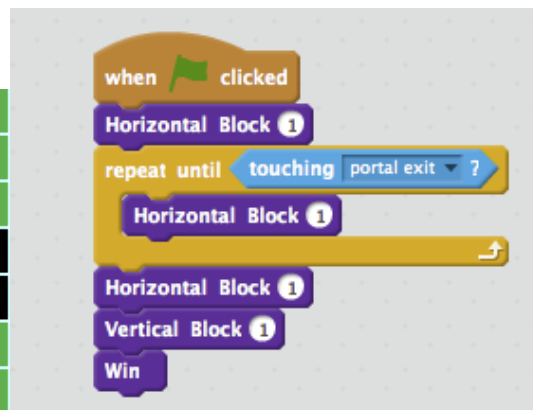 when clicked
Horizontal Block 1
repeat until touching portal exit ?
Horizontal Block 1
Horizontal Block 1
Vertical Block 1
Win